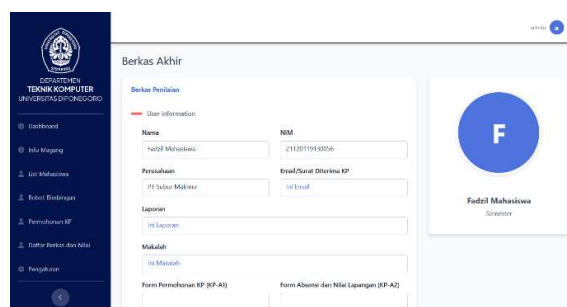 admin a
Berkas Akhir
DEPARTEMEN
TEKNIK KOMPUTER
UNIVERSITAS DIPONEGORO
Dashboard
Info Magang
List Mahasiswa
Bobot Bimbingan
Permohonan KP
Daftar Berkas dan Nilai
Pengaturan
Berkas Penilaian
User information
Nama
NIM
Fadzil Mahasiswa
21120119130056
Perusahaan
Email/Surat Diterima KP
PT Subur Makmur
Ini Email
Laporan
Ini Laporan
Makalah
Ini Makalah
Form Permohonan KP (KP-A1)
Form Absensi dan Nilai Lapangan (KP-A2)
F
Fadzil Mahasiswa
Semester